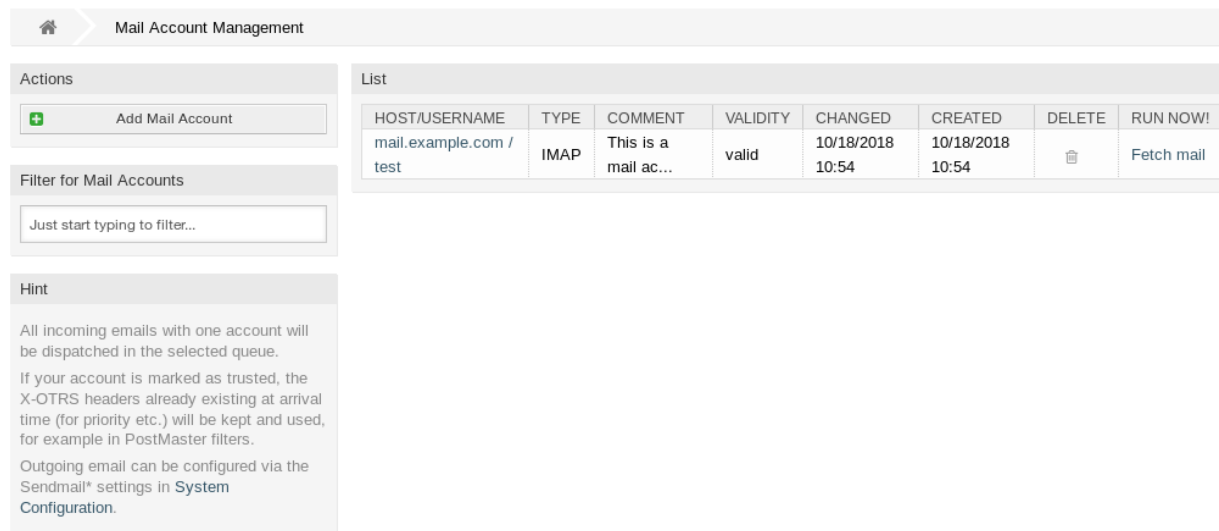 Mail Account Management
Actions
Add Mail Account
Filter for Mail Accounts
Just start typing to filter...
Hint
All incoming emails with one account will
be dispatched in the selected queue.
If your account is marked as trusted, the
X-OTRS headers already existing at arrival
time (for priority etc.) will be kept and used,
for example in PostMaster filters.
Outgoing email can be configured via the
Sendmail* settings in System
Configuration.
List
HOST/USERNAME TYPE COMMENT VALIDITY CHANGED CREATED DELETE RUN NOW!
mail.example.com / This is a 10/18/2018 10/18/2018
IMAP valid Fetch mail
test mail ac... 10:54 10:54